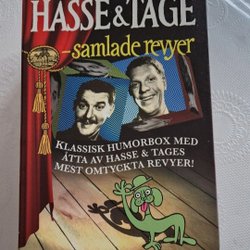 HASSE & TAGE
– samlade revyer
KLASSISK HUMORBOX MED
ÅTTA AV HASSE & TAGES
MEST OMTYCKTA REVYER!